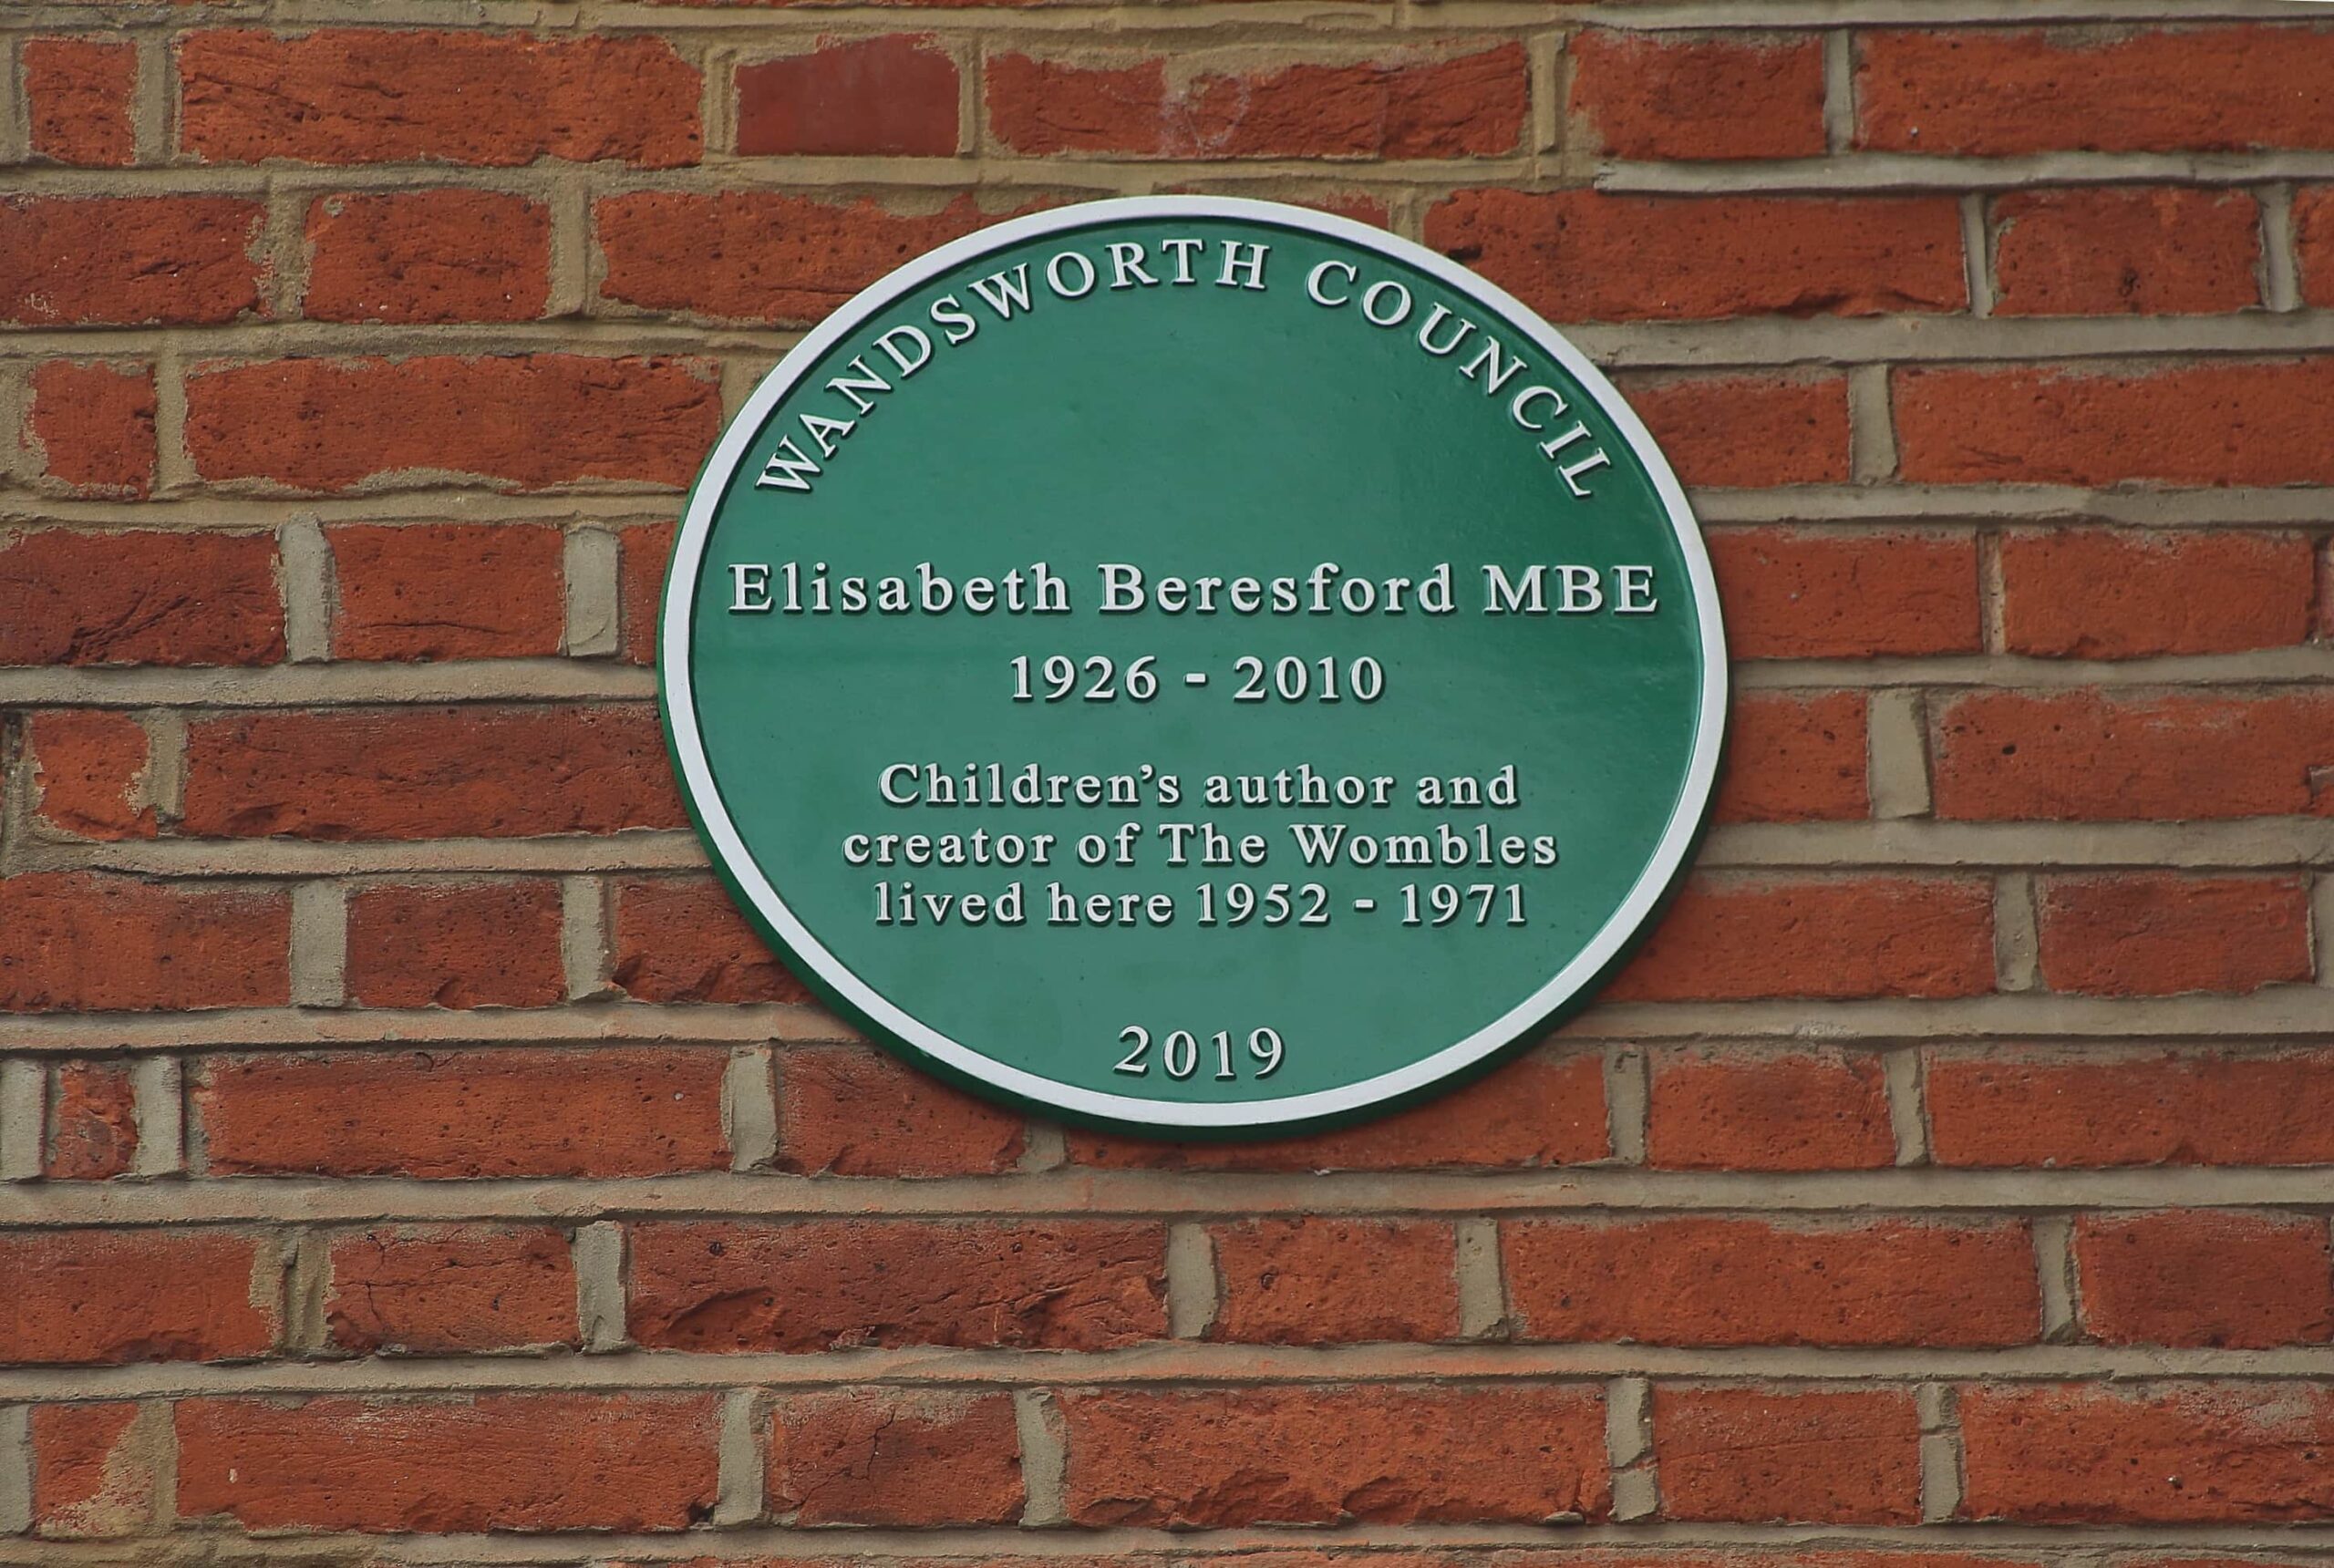 WANDSWORTH COUNCIL
Elisabeth Beresford MBE
1926 - 2010
Children's author and
creator of The Wombles
lived here 1952 - 1971
2019